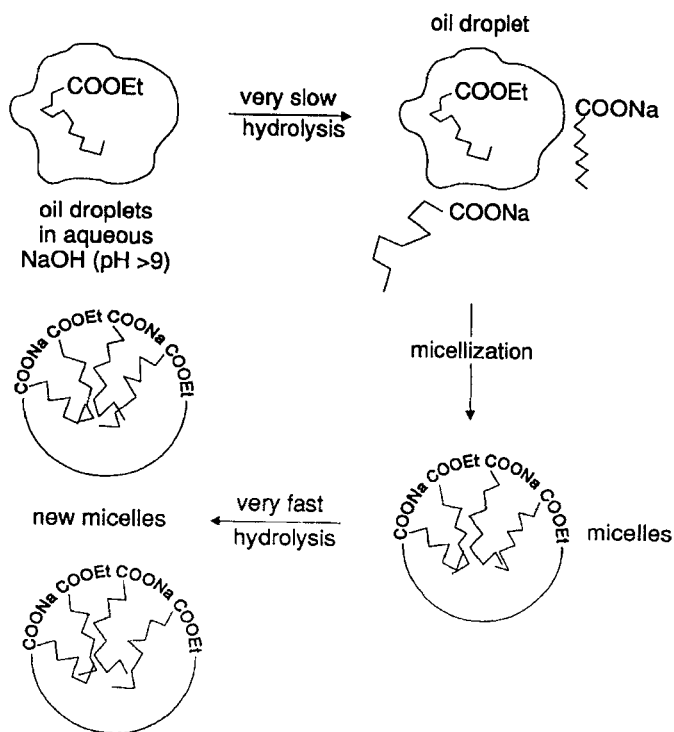 oil droplet
COOEt
very slow
hydrolysis
COOEt
COONa
oil droplets
in aqueous
NaOH (pH >9)
COONa
micellization
COONa COOEt COONa COOEt
new micelles
very fast
hydrolysis
COONa COOEt COONa COOEt
micelles
COONa COOEt COONa COOEt